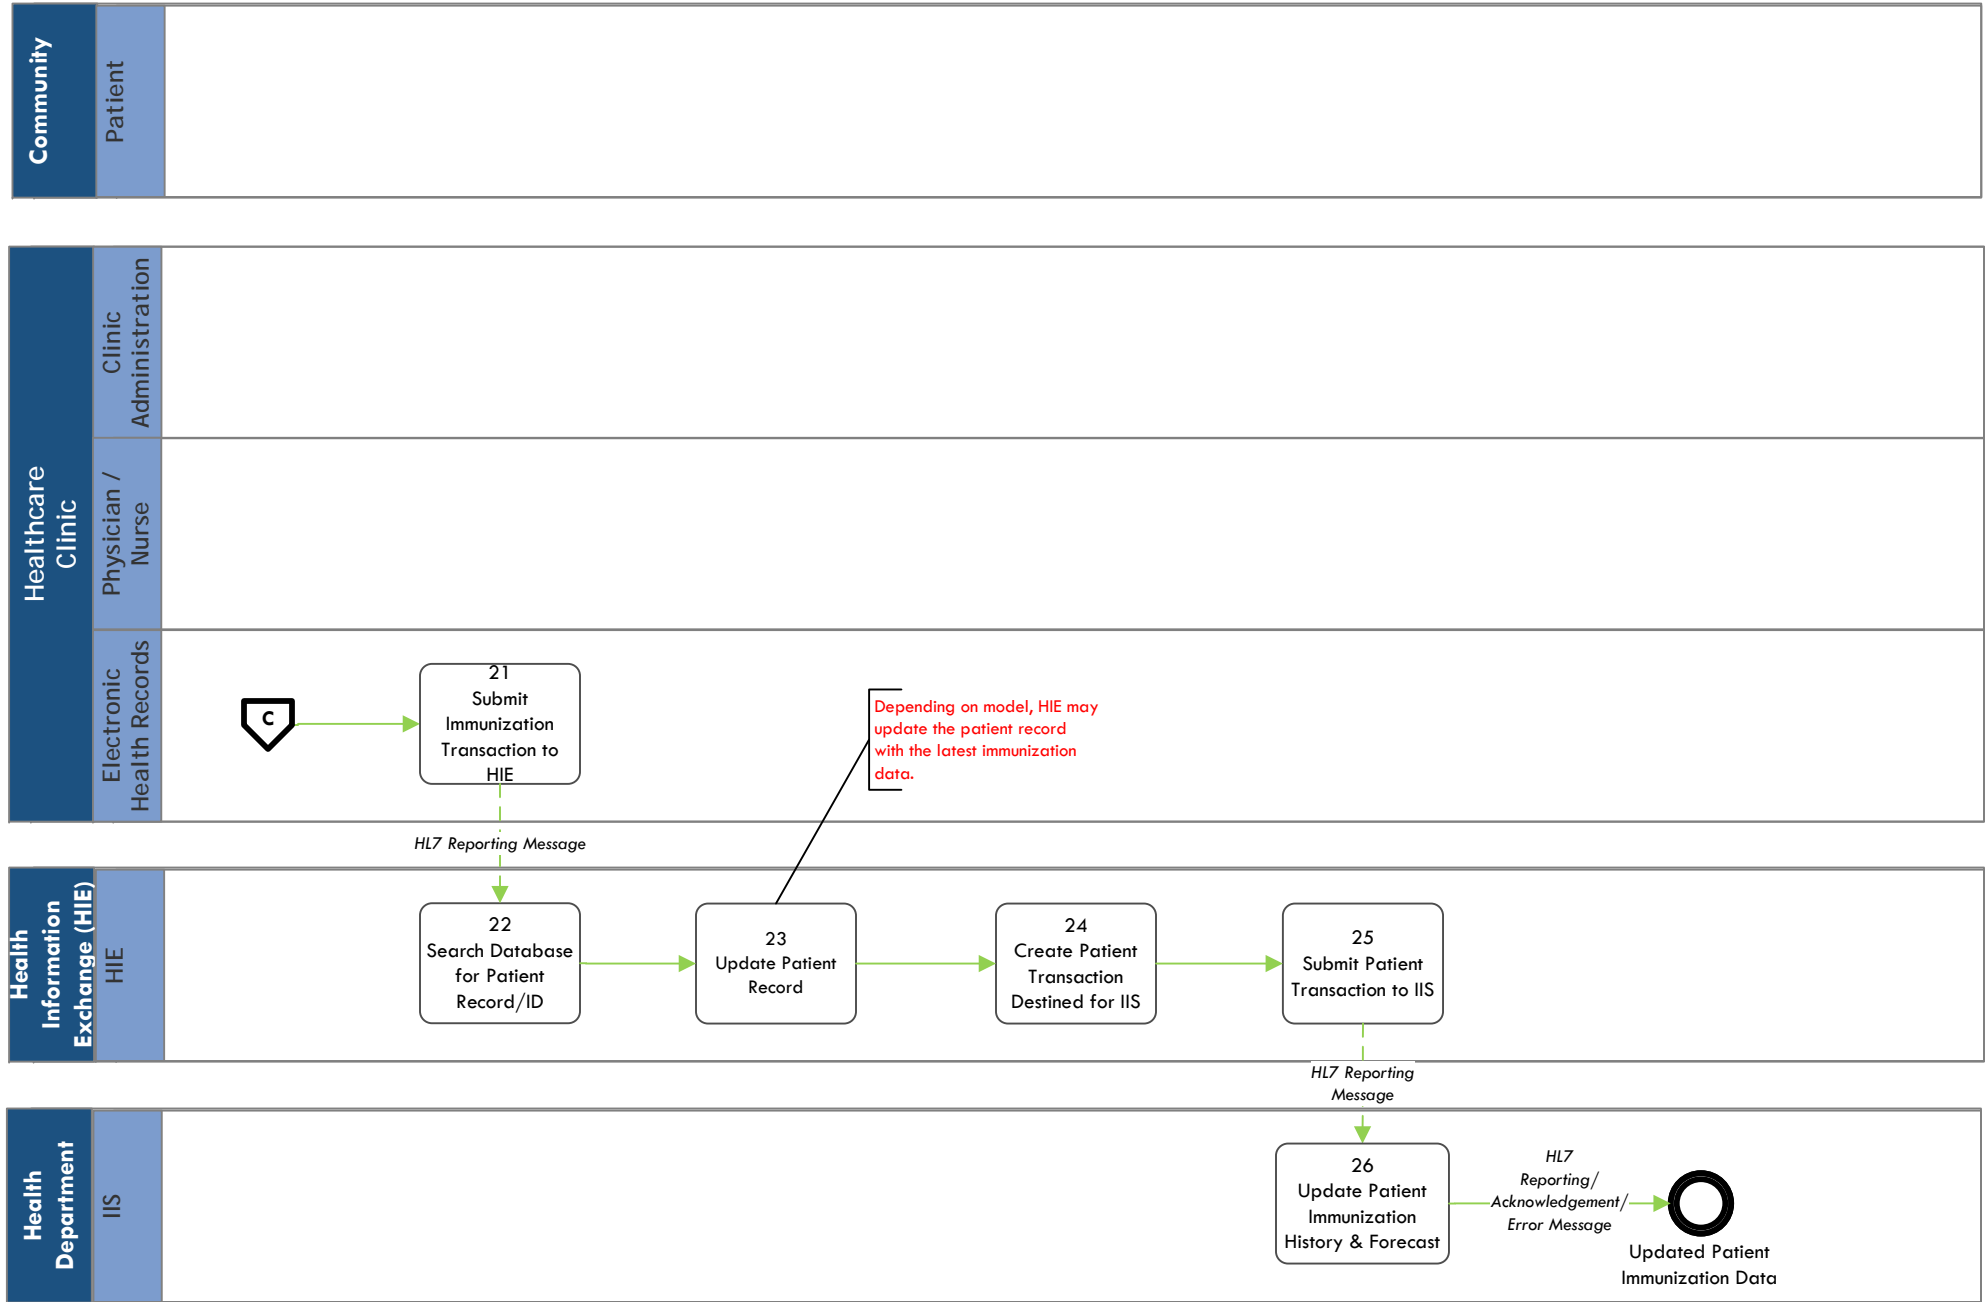 Community
Patient
Healthcare
Clinic
Clinic
Administration
Physician /
Nurse
Electronic
Health Records
C
21
Submit
Immunization
Transaction to
HIE
Depending on model, HIE may
update the patient record
with the latest immunization
data.
HL7 Reporting Message
Health
Information
Exchange (HIE)
HIE
22
Search Database
for Patient
Record/ID
23
Update Patient
Record
24
Create Patient
Transaction
Destined for IIS
25
Submit Patient
Transaction to IIS
HL7 Reporting
Message
Health
Department
IIS
26
Update Patient
Immunization
History & Forecast
HL7
Reporting/
Acknowledgement/
Error Message
Updated Patient
Immunization Data